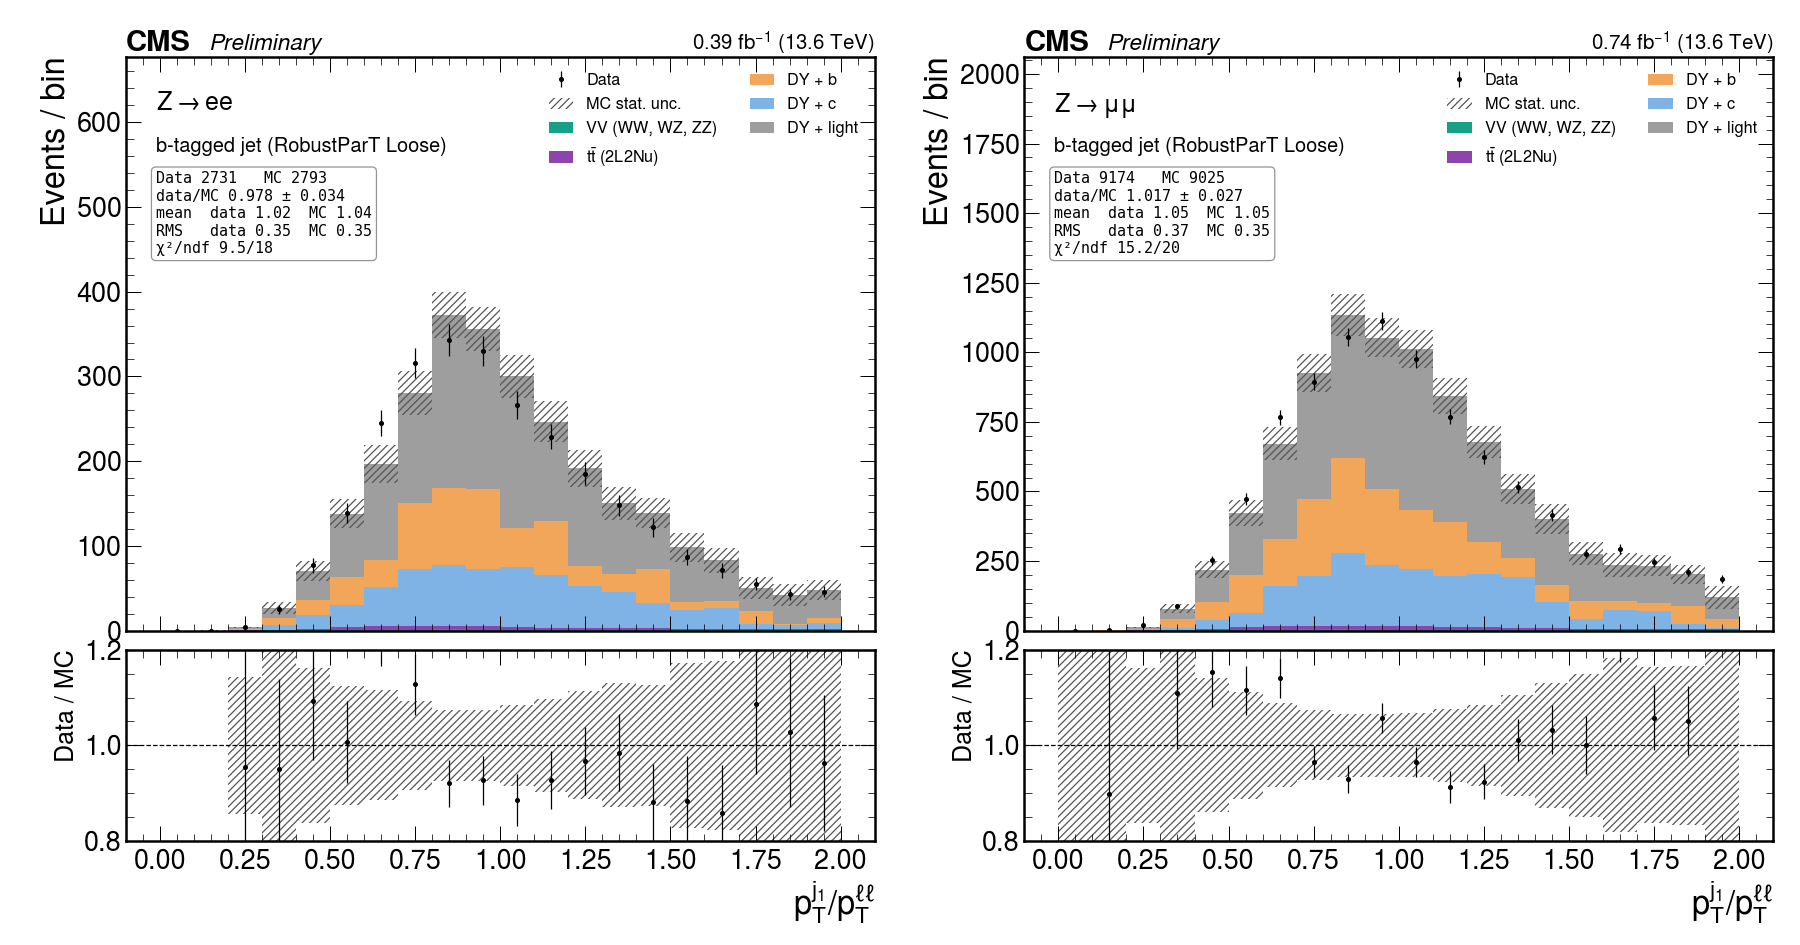 CMS Preliminary 0.39 fb⁻¹ (13.6 TeV)
Events / bin
Z → ee
b-tagged jet (RobustParT Loose)
Data 2731 MC 2793
data/MC 0.978 ± 0.034
mean data 1.02 MC 1.04
RMS data 0.35 MC 0.35
χ²/ndf 9.5/18
Data
MC stat. unc.
VV (WW, WZ, ZZ)
tt̄ (2L2Nu)
DY + b
DY + c
DY + light
600
500
400
300
200
100
0
Data / MC
1.2
1.0
0.8
0.00 0.25 0.50 0.75 1.00 1.25 1.50 1.75 2.00
p_T^{j₁}/p_T^{ℓℓ}
CMS Preliminary 0.74 fb⁻¹ (13.6 TeV)
Events / bin
Z → μμ
b-tagged jet (RobustParT Loose)
Data 9174 MC 9025
data/MC 1.017 ± 0.027
mean data 1.05 MC 1.05
RMS data 0.37 MC 0.35
χ²/ndf 15.2/20
Data
MC stat. unc.
VV (WW, WZ, ZZ)
tt̄ (2L2Nu)
DY + b
DY + c
DY + light
2000
1750
1500
1250
1000
750
500
250
0
Data / MC
1.2
1.0
0.8
0.00 0.25 0.50 0.75 1.00 1.25 1.50 1.75 2.00
p_T^{j₁}/p_T^{ℓℓ}